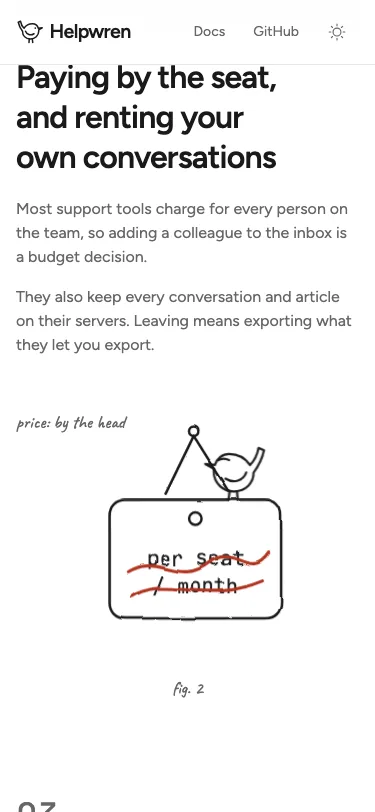 Helpwren
Docs
GitHub
Paying by the seat,
and renting your
own conversations
Most support tools charge for every person on
the team, so adding a colleague to the inbox is
a budget decision.
They also keep every conversation and article
on their servers. Leaving means exporting what
they let you export.
price: by the head
per seat
/ month
fig. 2